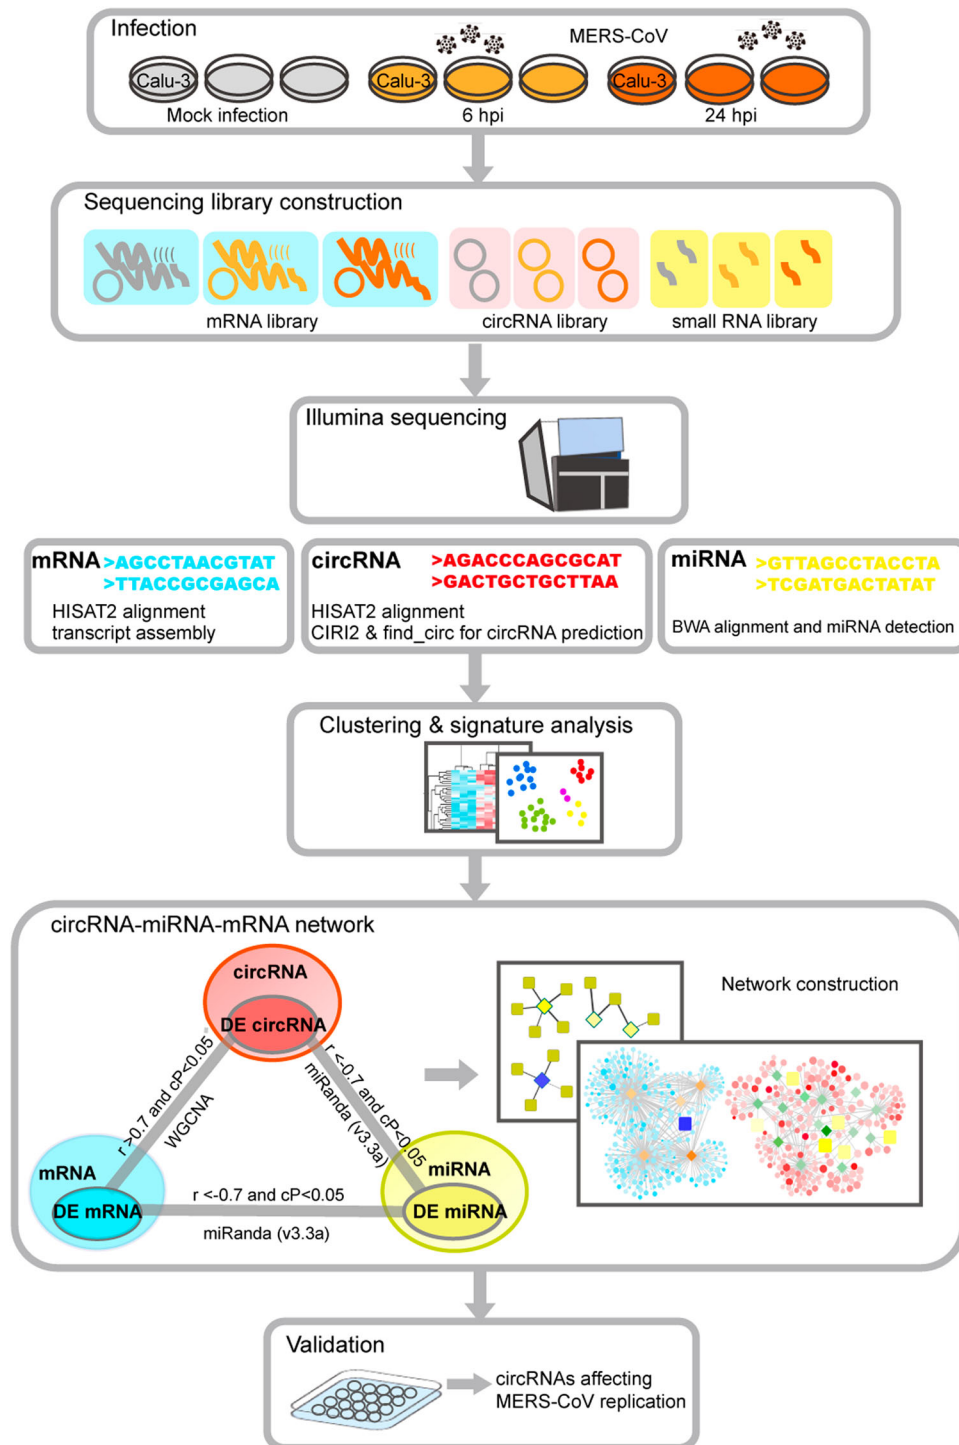 Infection
MERS-CoV
Calu-3
Calu-3
Calu-3
Mock infection
6 hpi
24 hpi
Sequencing library construction
mRNA library
circRNA library
small RNA library
Illumina sequencing
mRNA
>AGCCTAACGTAT
>TTACCGCGAGCA
HISAT2 alignment
transcript assembly
circRNA
>AGACCCAGCGCAT
>GACTGCTGCTTAA
HISAT2 alignment
CIRI2 & find_circ for circRNA prediction
miRNA
>GTTAGCCTACCTA
>TCGATGACTATAT
BWA alignment and miRNA detection
Clustering & signature analysis
circRNA-miRNA-mRNA network
circRNA
DE circRNA
r >0.7 and cP<0.05
WGCNA
r <-0.7 and cP<0.05
miRanda (v3.3a)
mRNA
DE mRNA
r <-0.7 and cP<0.05
miRanda (v3.3a)
miRNA
DE miRNA
Network construction
Validation
circRNAs affecting
MERS-CoV replication